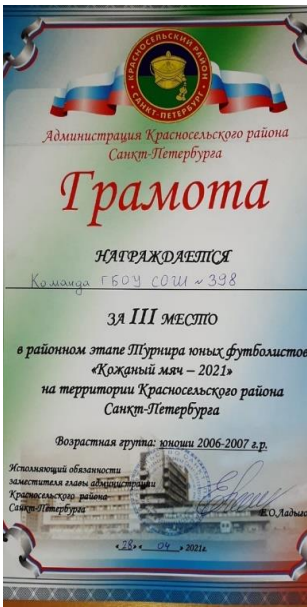 КРАСНОСЕЛЬСКИЙ РАЙОН
САНКТ-ПЕТЕРБУРГ
Администрация Красносельского района
Санкт-Петербурга
Грамота
НАГРАЖДАЕТСЯ
Команда ГБОУ СОШ № 398
ЗА III МЕСТО
в районном этапе Турнира юных футболистов
«Кожаный мяч – 2021»
на территории Красносельского района
Санкт-Петербурга
Возрастная группа: юноши 2006-2007 г.р.
Исполняющий обязанности
заместителя главы администрации
Красносельского района
Санкт-Петербурга
«28» 04 2021г.